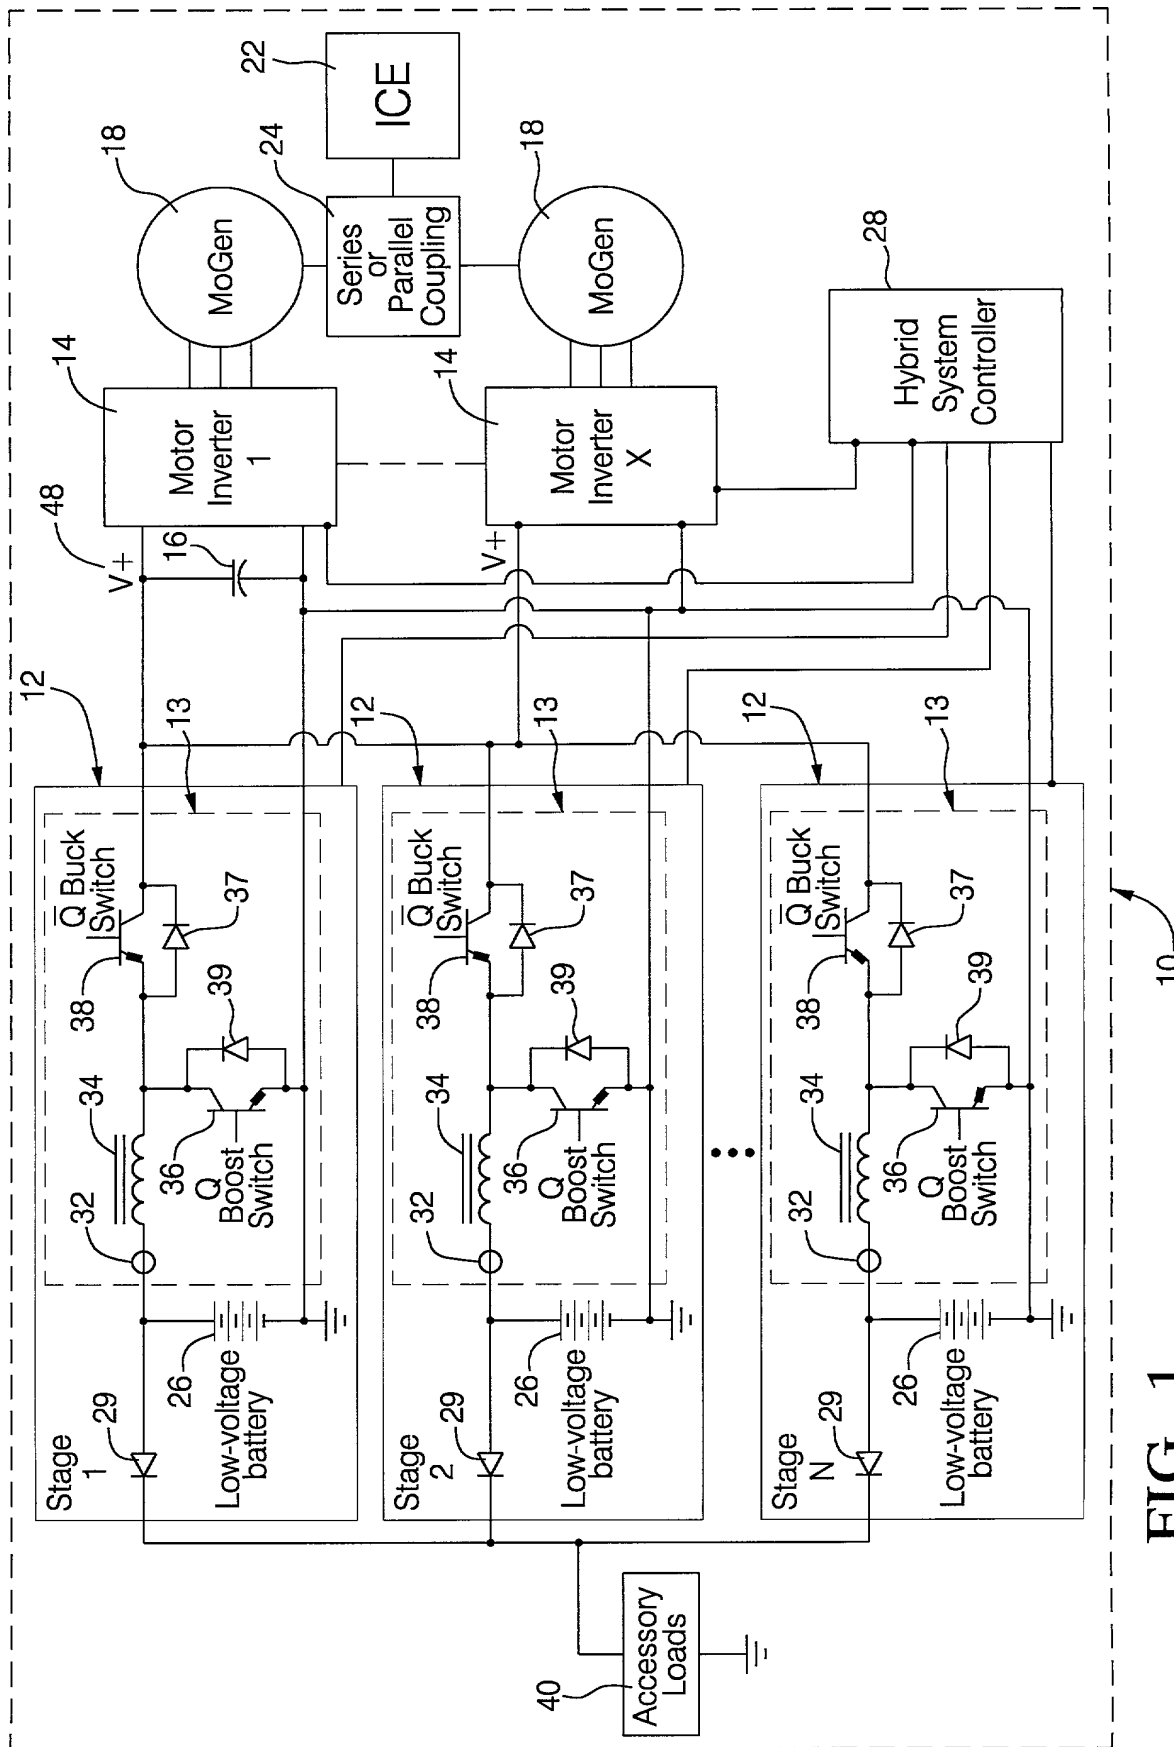 10
Stage
1
29
26
Low-voltage
battery
32
34
36
Q
Boost
Switch
38
Q̅ Buck
Switch
37
39
13
12
Stage
2
29
26
Low-voltage
battery
32
34
36
Q
Boost
Switch
38
Q̅ Buck
Switch
37
39
13
12
Stage
N
29
26
Low-voltage
battery
32
34
36
Q
Boost
Switch
38
Q̅ Buck
Switch
37
39
13
12
40
Accessory
Loads
V+
48
16
14
Motor
Inverter
1
18
MoGen
24
Series
or
Parallel
Coupling
22
ICE
V+
14
Motor
Inverter
X
18
MoGen
28
Hybrid
System
Controller
FIG. 1